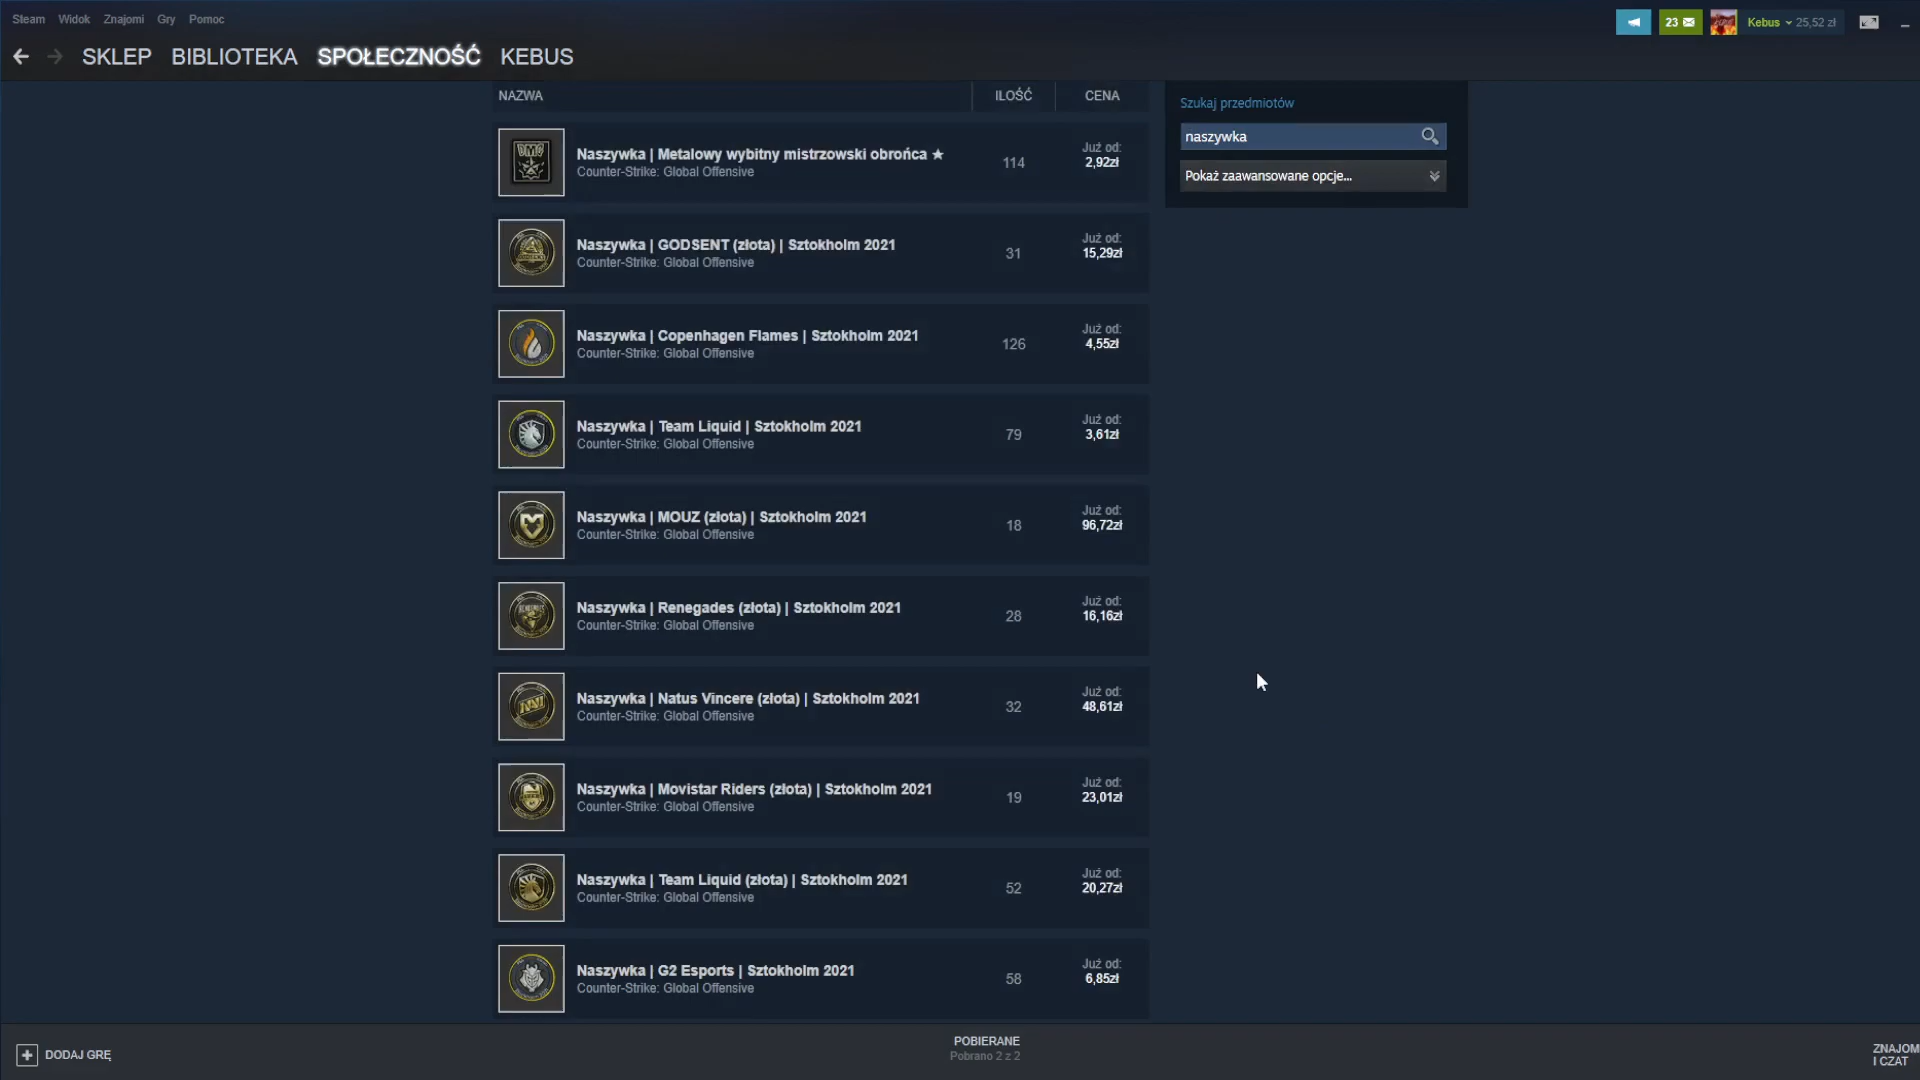 Steam Widok Znajomi Gry Pomoc
23
Kebus 25,52 zł
SKLEP BIBLIOTEKA SPOŁECZNOŚĆ KEBUS
NAZWA ILOŚĆ CENA
Szukaj przedmiotów
naszywka
Pokaż zaawansowane opcje...
Naszywka | Metalowy wybitny mistrzowski obrońca ★
Counter-Strike: Global Offensive
114
Już od:
2,92zł
Naszywka | GODSENT (złota) | Sztokholm 2021
Counter-Strike: Global Offensive
31
Już od:
15,29zł
Naszywka | Copenhagen Flames | Sztokholm 2021
Counter-Strike: Global Offensive
126
Już od:
4,55zł
Naszywka | Team Liquid | Sztokholm 2021
Counter-Strike: Global Offensive
79
Już od:
3,61zł
Naszywka | MOUZ (złota) | Sztokholm 2021
Counter-Strike: Global Offensive
18
Już od:
96,72zł
Naszywka | Renegades (złota) | Sztokholm 2021
Counter-Strike: Global Offensive
28
Już od:
16,16zł
Naszywka | Natus Vincere (złota) | Sztokholm 2021
Counter-Strike: Global Offensive
32
Już od:
48,61zł
Naszywka | Movistar Riders (złota) | Sztokholm 2021
Counter-Strike: Global Offensive
19
Już od:
23,01zł
Naszywka | Team Liquid (złota) | Sztokholm 2021
Counter-Strike: Global Offensive
52
Już od:
20,27zł
Naszywka | G2 Esports | Sztokholm 2021
Counter-Strike: Global Offensive
58
Już od:
6,85zł
DODAJ GRĘ
POBIERANE
Pobrano 2 z 2
ZNAJOM
I CZAT